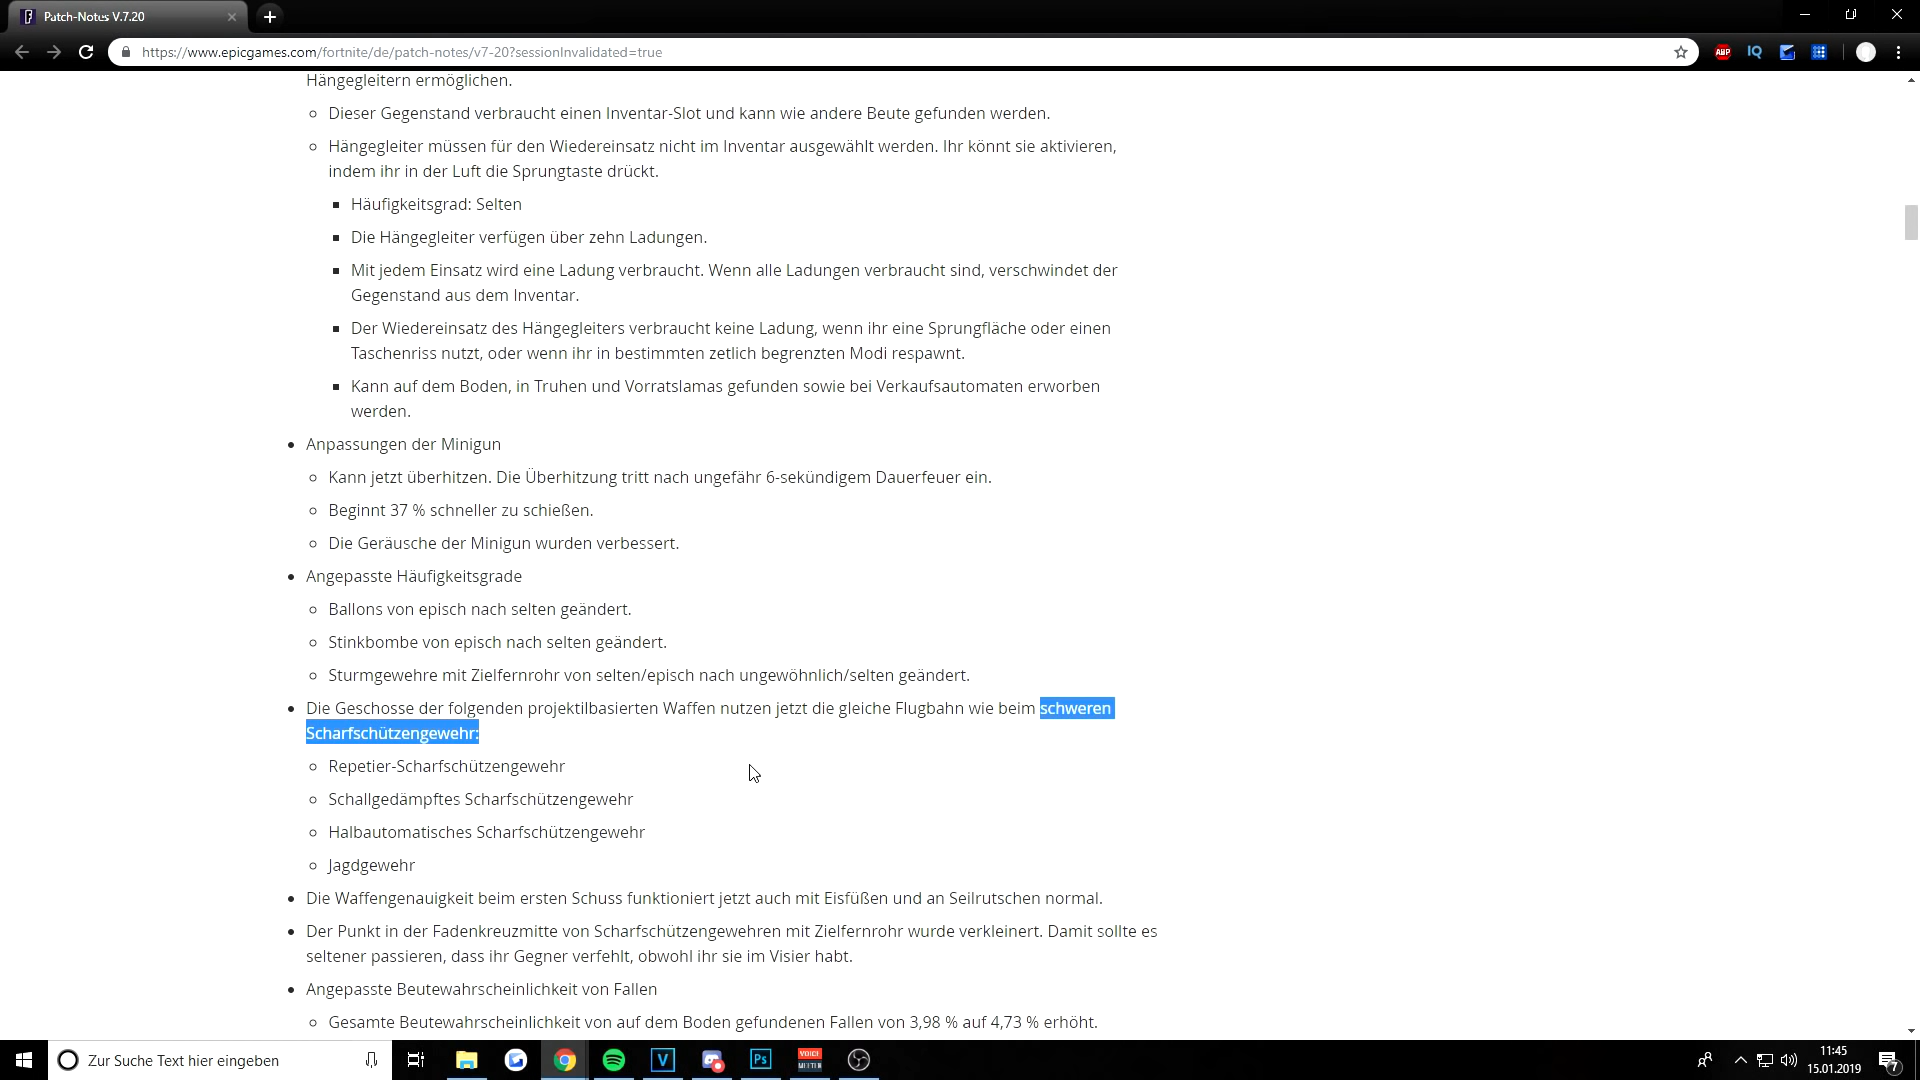 Patch-Notes V.7.20
https://www.epicgames.com/fortnite/de/patch-notes/v7-20?sessionInvalidated=true
ABP
IQ
Hängegleitern ermöglichen.
Dieser Gegenstand verbraucht einen Inventar-Slot und kann wie andere Beute gefunden werden.
Hängegleiter müssen für den Wiedereinsatz nicht im Inventar ausgewählt werden. Ihr könnt sie aktivieren,
indem ihr in der Luft die Sprungtaste drückt.
Häufigkeitsgrad: Selten
Die Hängegleiter verfügen über zehn Ladungen.
Mit jedem Einsatz wird eine Ladung verbraucht. Wenn alle Ladungen verbraucht sind, verschwindet der
Gegenstand aus dem Inventar.
Der Wiedereinsatz des Hängegleiters verbraucht keine Ladung, wenn ihr eine Sprungfläche oder einen
Taschenriss nutzt, oder wenn ihr in bestimmten zetlich begrenzten Modi respawnt.
Kann auf dem Boden, in Truhen und Vorratslamas gefunden sowie bei Verkaufsautomaten erworben
werden.
Anpassungen der Minigun
Kann jetzt überhitzen. Die Überhitzung tritt nach ungefähr 6-sekündigem Dauerfeuer ein.
Beginnt 37 % schneller zu schießen.
Die Geräusche der Minigun wurden verbessert.
Angepasste Häufigkeitsgrade
Ballons von episch nach selten geändert.
Stinkbombe von episch nach selten geändert.
Sturmgewehre mit Zielfernrohr von selten/episch nach ungewöhnlich/selten geändert.
Die Geschosse der folgenden projektilbasierten Waffen nutzen jetzt die gleiche Flugbahn wie beim schweren
Scharfschützengewehr:
Repetier-Scharfschützengewehr
Schallgedämpftes Scharfschützengewehr
Halbautomatisches Scharfschützengewehr
Jagdgewehr
Die Waffengenauigkeit beim ersten Schuss funktioniert jetzt auch mit Eisfüßen und an Seilrutschen normal.
Der Punkt in der Fadenkreuzmitte von Scharfschützengewehren mit Zielfernrohr wurde verkleinert. Damit sollte es
seltener passieren, dass ihr Gegner verfehlt, obwohl ihr sie im Visier habt.
Angepasste Beutewahrscheinlichkeit von Fallen
Gesamte Beutewahrscheinlichkeit von auf dem Boden gefundenen Fallen von 3,98 % auf 4,73 % erhöht.
Zur Suche Text hier eingeben
V
Ps
VOICE
MEETER
11:45
15.01.2019
7